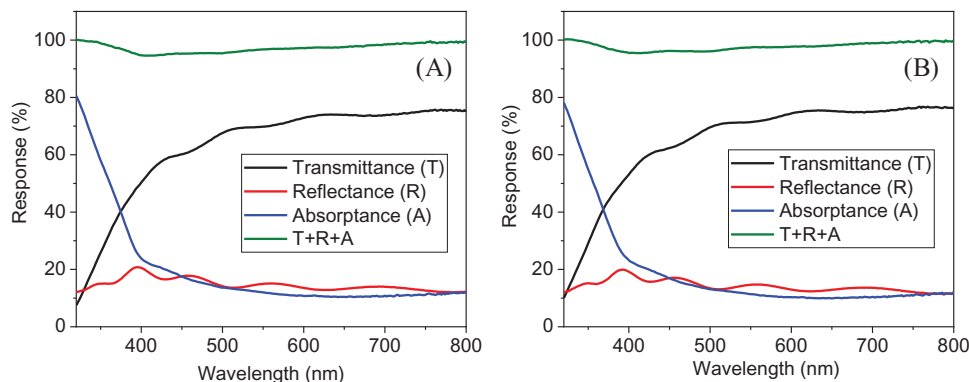 (A)
100
80
60
40
20
0
Response (%)
Transmittance (T)
Reflectance (R)
Absorptance (A)
T+R+A
400 500 600 700 800
Wavelength (nm)
(B)
100
80
60
40
20
0
Response (%)
Transmittance (T)
Reflectance (R)
Absorptance (A)
T+R+A
400 500 600 700 800
Wavelength (nm)